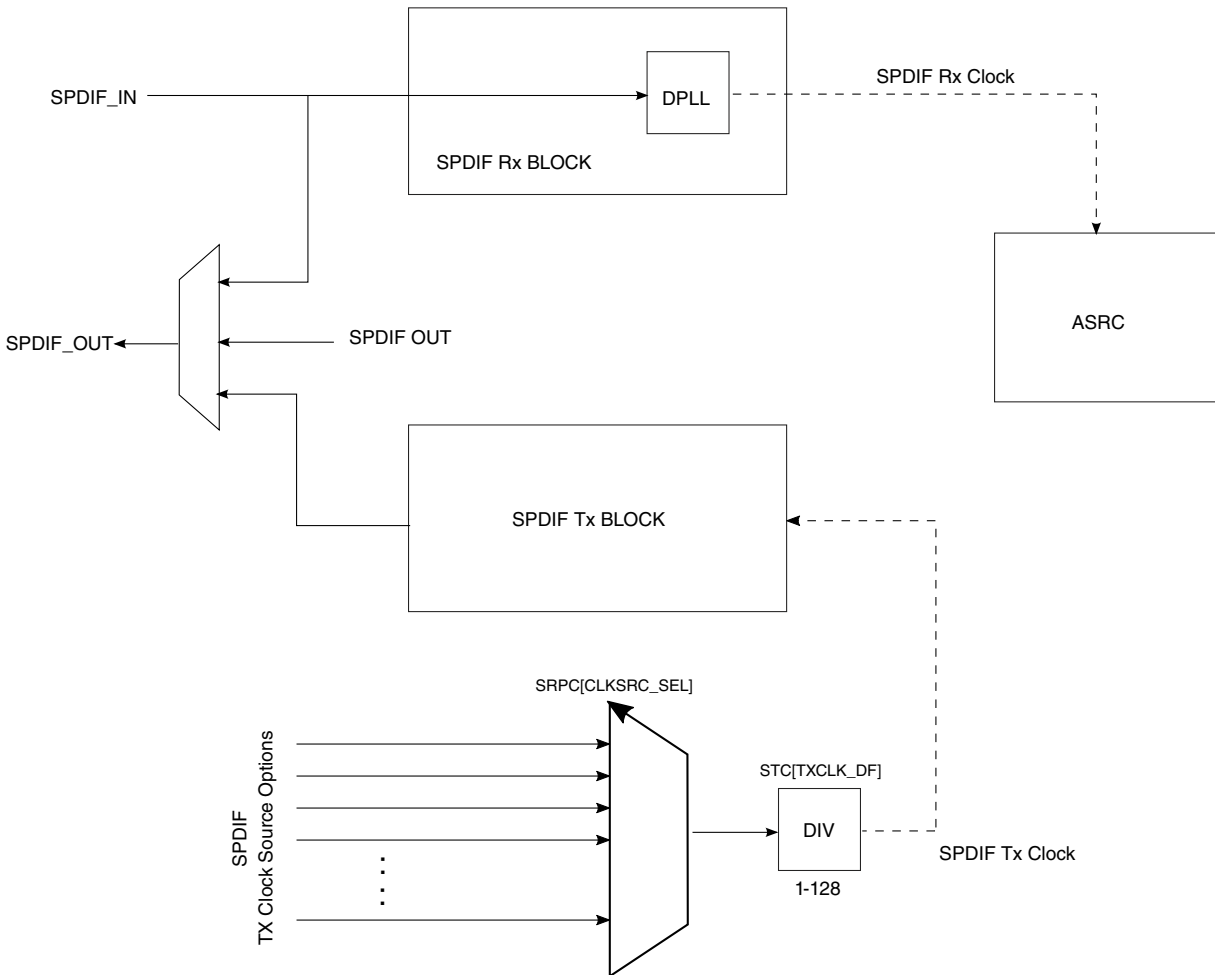 SPDIF_IN
DPLL
SPDIF Rx Clock
SPDIF Rx BLOCK
ASRC
SPDIF_OUT
SPDIF OUT
SPDIF Tx BLOCK
SRPC[CLKSRC_SEL]
SPDIF
TX Clock Source Options
STC[TXCLK_DF]
DIV
1-128
SPDIF Tx Clock